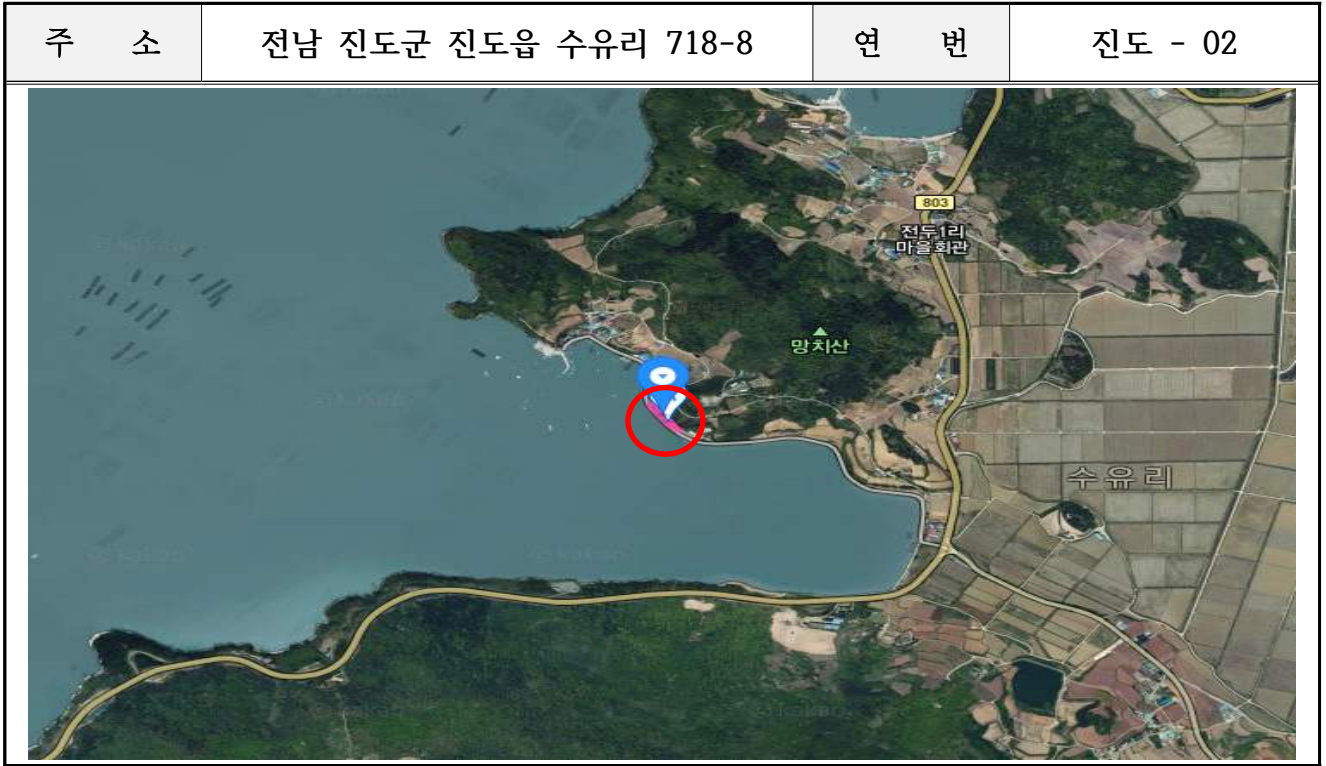 주 소 전남 진도군 진도읍 수유리 718-8 연 번 진도 - 02
803
전두1리
마을회관
망치산
수유리